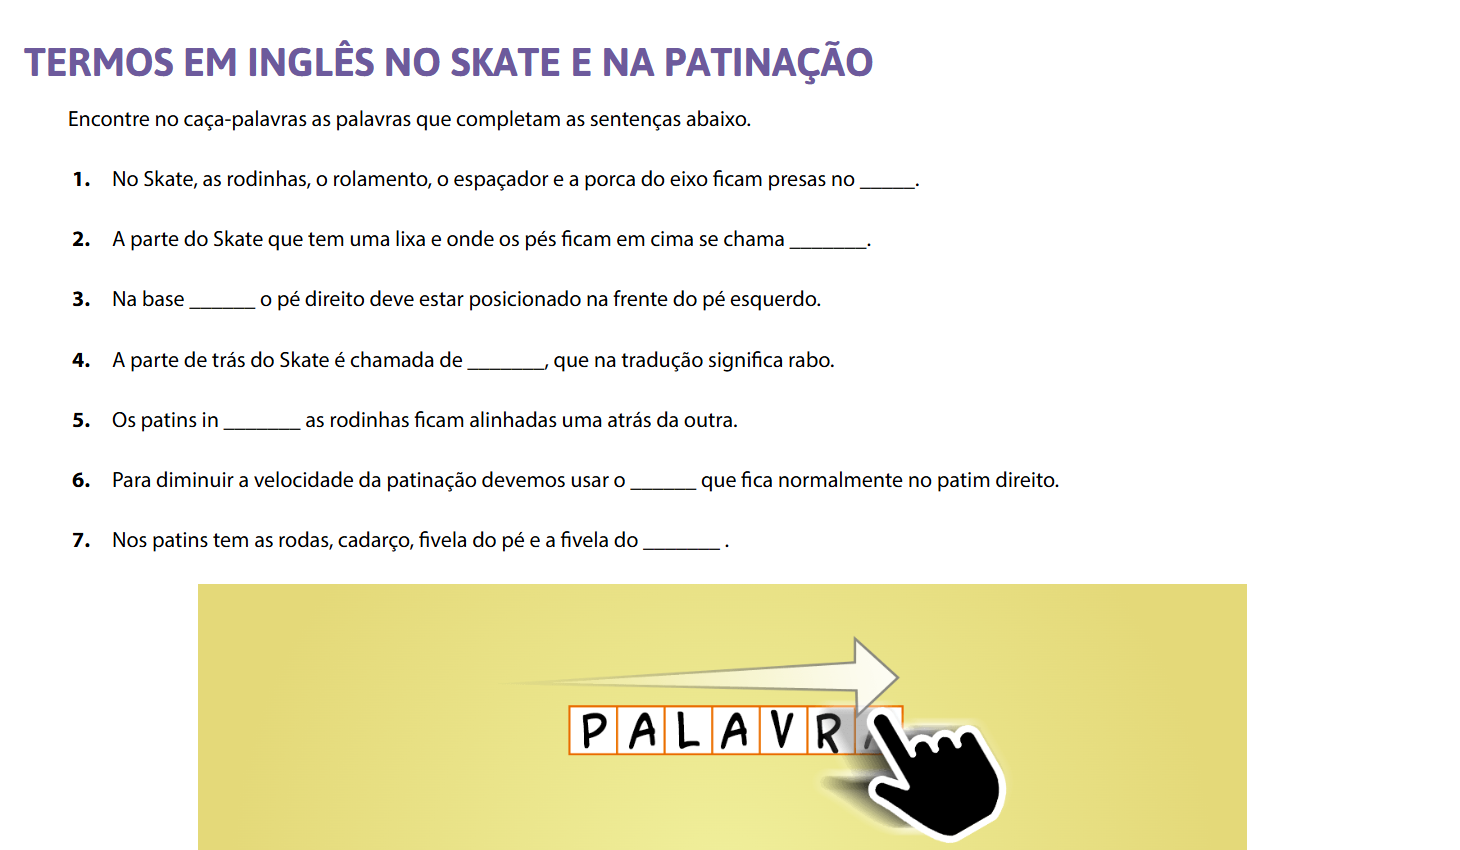 TERMOS EM INGLÊS NO SKATE E NA PATINAÇÃO
Encontre no caça-palavras as palavras que completam as sentenças abaixo.
1. No Skate, as rodinhas, o rolamento, o espaçador e a porca do eixo ficam presas no _____.
2. A parte do Skate que tem uma lixa e onde os pés ficam em cima se chama _______.
3. Na base ______ o pé direito deve estar posicionado na frente do pé esquerdo.
4. A parte de trás do Skate é chamada de _______, que na tradução significa rabo.
5. Os patins in _______ as rodinhas ficam alinhadas uma atrás da outra.
6. Para diminuir a velocidade da patinação devemos usar o ______ que fica normalmente no patim direito.
7. Nos patins tem as rodas, cadarço, fivela do pé e a fivela do _______ .
PALAVRA